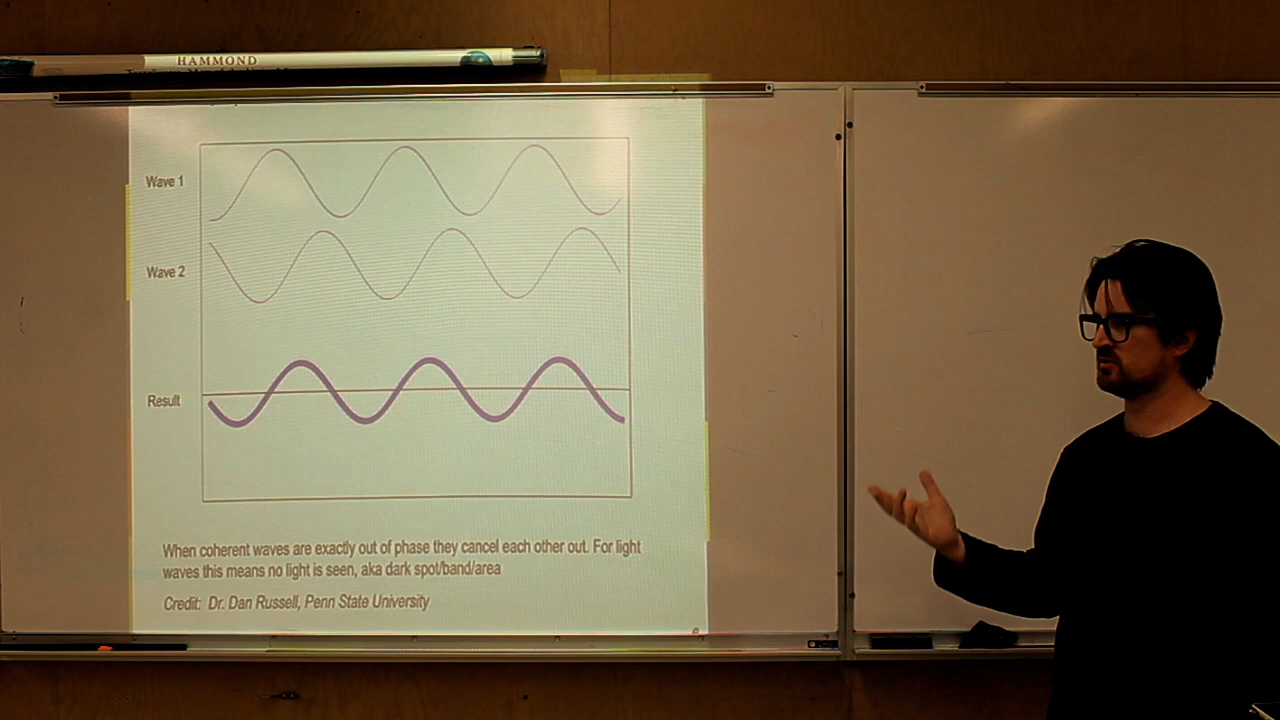 HAMMOND
Wave 1
Wave 2
Result
When coherent waves are exactly out of phase they cancel each other out. For light
waves this means no light is seen, aka dark spot/band/area
Credit: Dr. Dan Russell, Penn State University